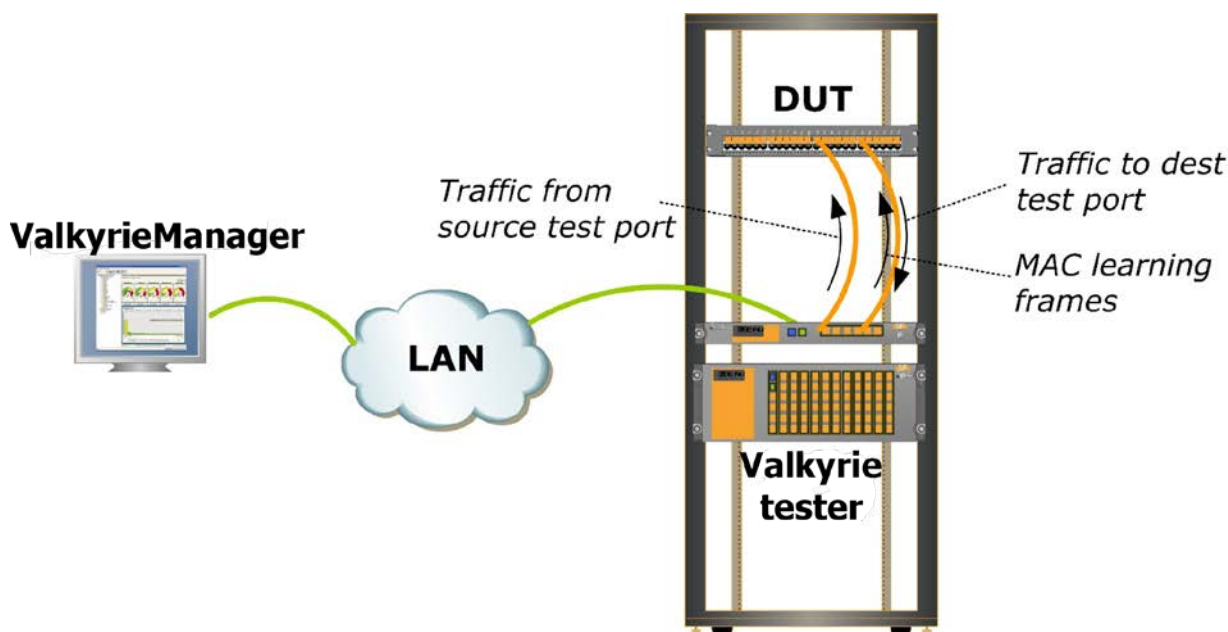 DUT
Traffic from
source test port
Traffic to dest
test port
MAC learning
frames
ValkyrieManager
LAN
Valkyrie
tester